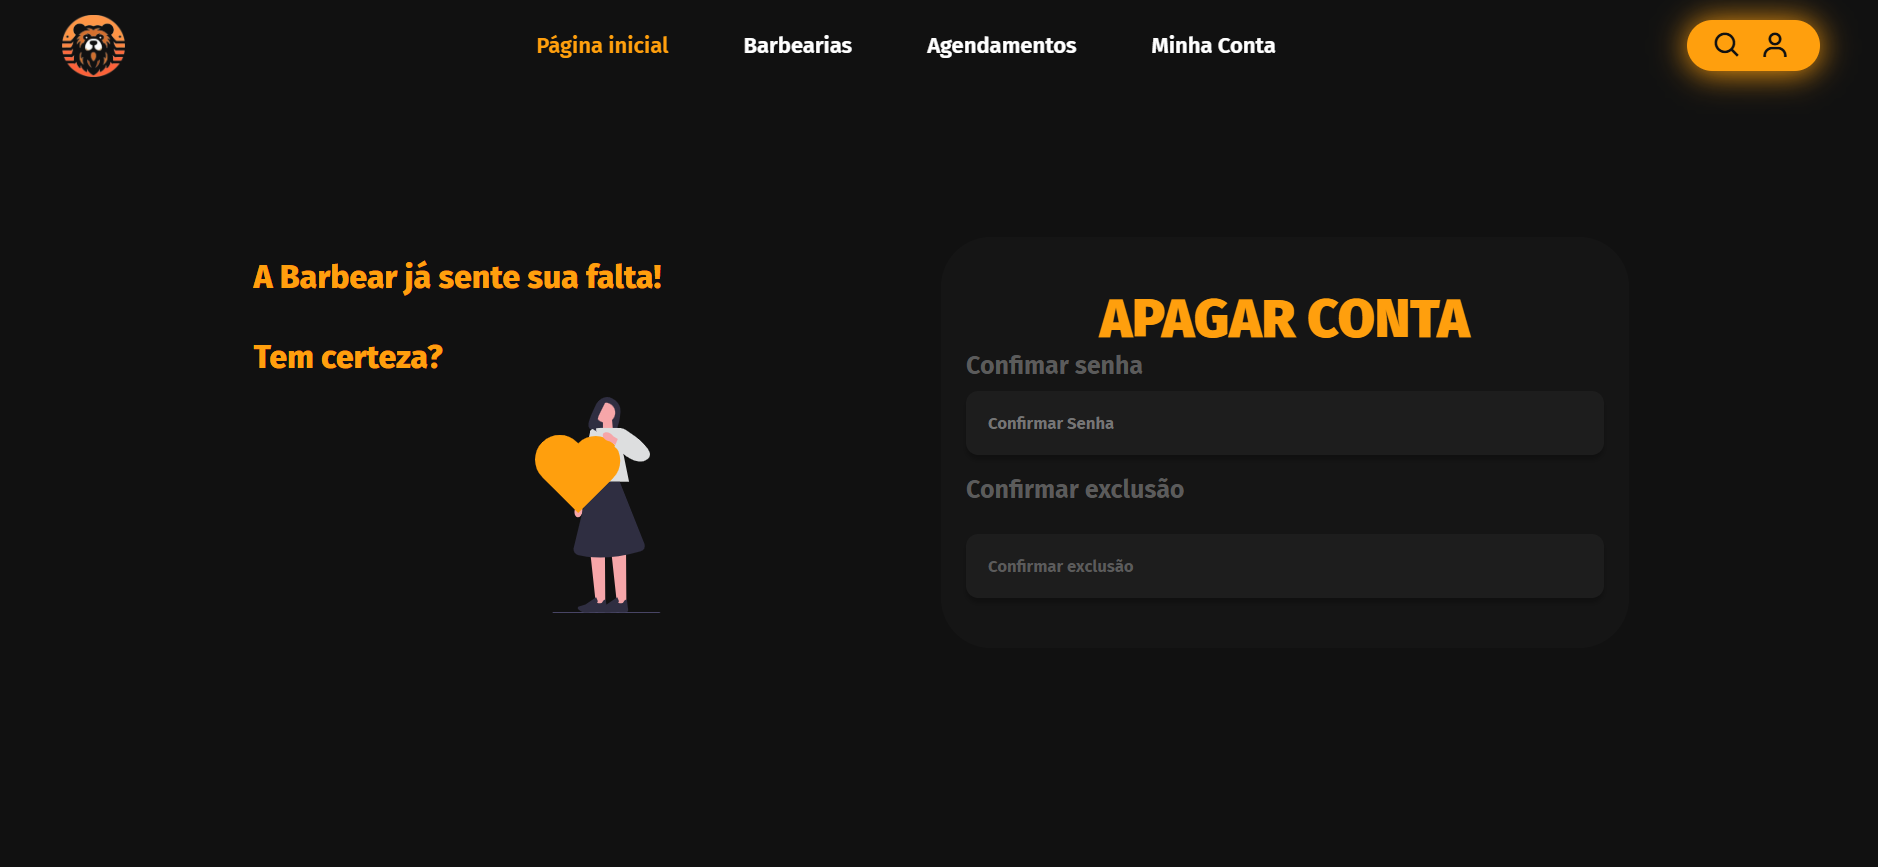 Página inicial
Barbearias
Agendamentos
Minha Conta
A Barbear já sente sua falta!
Tem certeza?
APAGAR CONTA
Confimar senha
Confirmar Senha
Confirmar exclusão
Confirmar exclusão